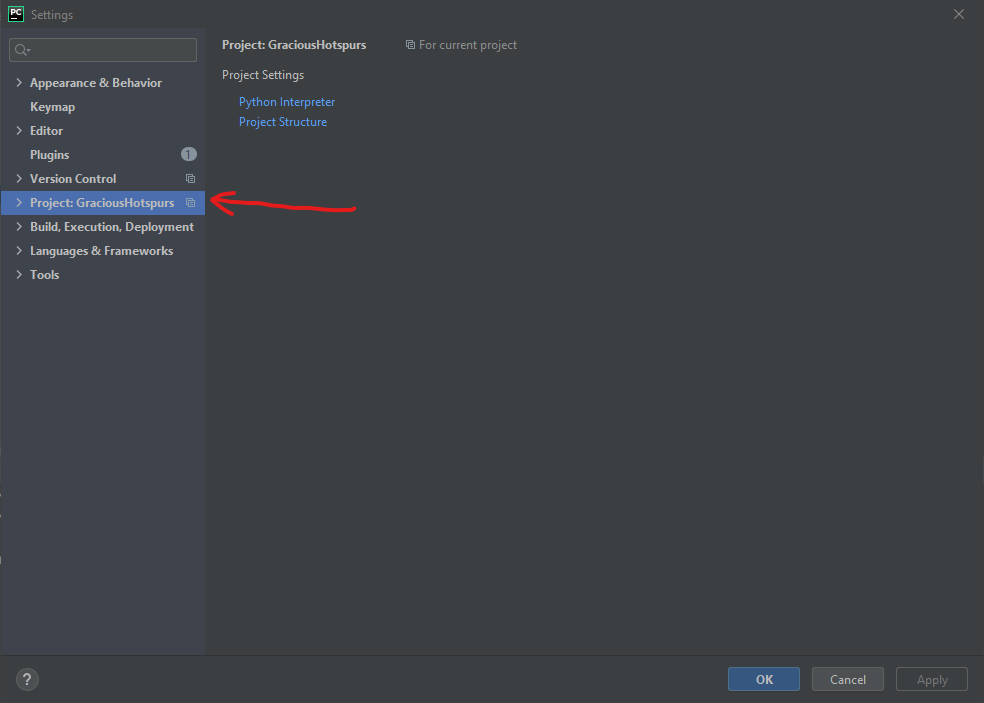 PC Settings
Appearance & Behavior
Keymap
Editor
Plugins 1
Version Control
Project: GraciousHotspurs
Build, Execution, Deployment
Languages & Frameworks
Tools
Project: GraciousHotspurs For current project
Project Settings
Python Interpreter
Project Structure
? OK Cancel Apply